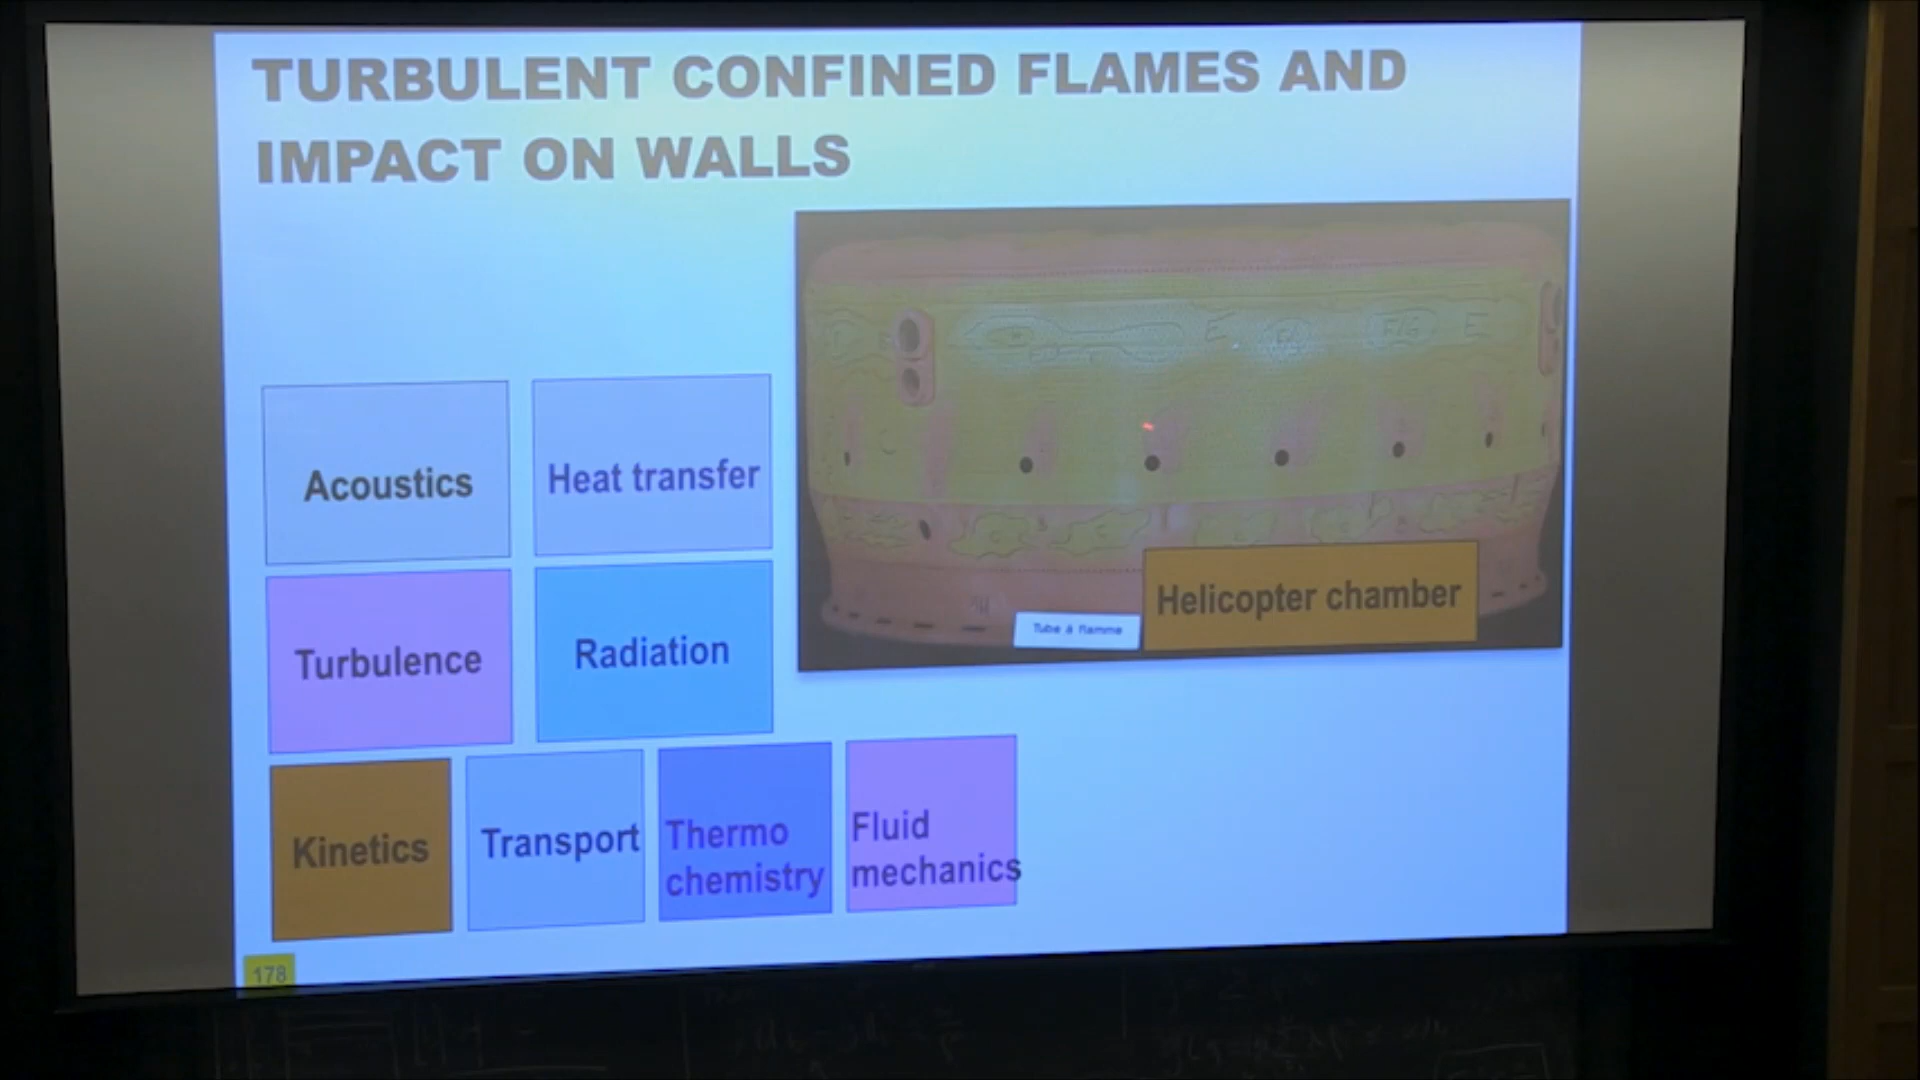 TURBULENT CONFINED FLAMES AND
IMPACT ON WALLS
Acoustics
Heat transfer
Turbulence
Radiation
Kinetics
Transport
Thermo
chemistry
Fluid
mechanics
E
E
Tube à flamme
Helicopter chamber
178